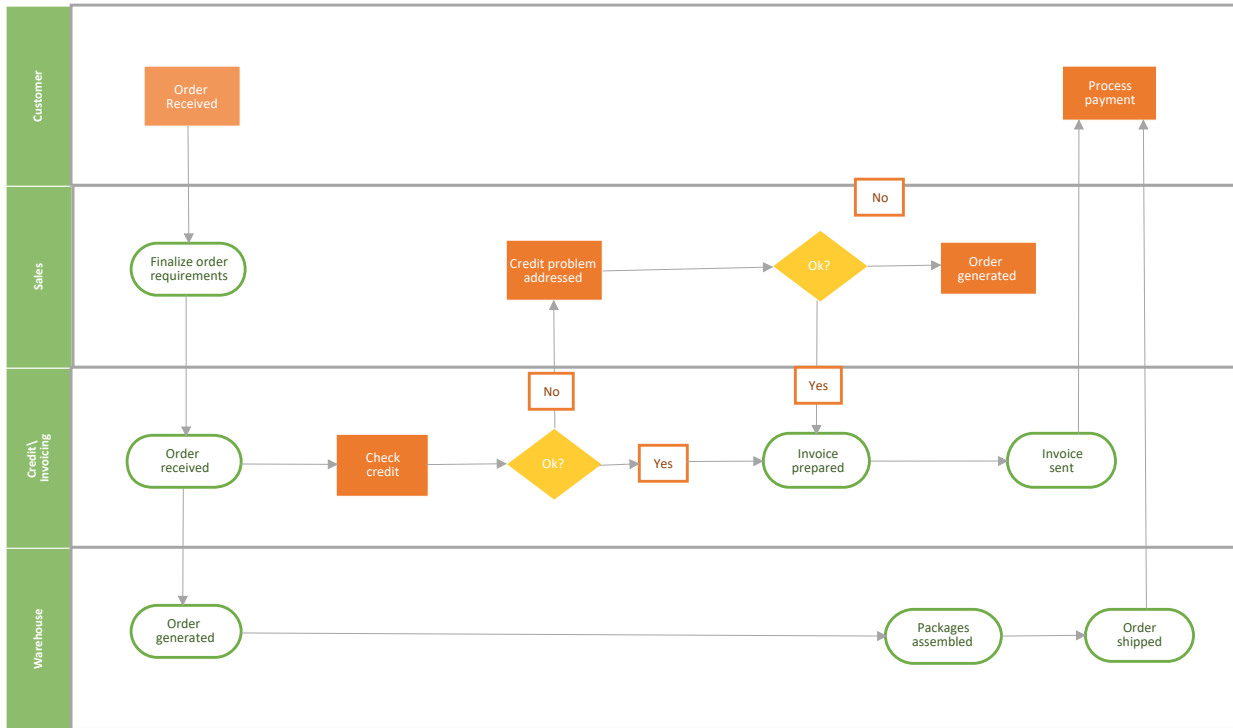 Customer
Order
Received
Process
payment
Sales
No
Finalize order
requirements
Credit problem
addressed
Ok?
Order
generated
Credit\
Invoicing
No
Yes
Order
received
Check
credit
Ok?
Yes
Invoice
prepared
Invoice
sent
Warehouse
Order
generated
Packages
assembled
Order
shipped